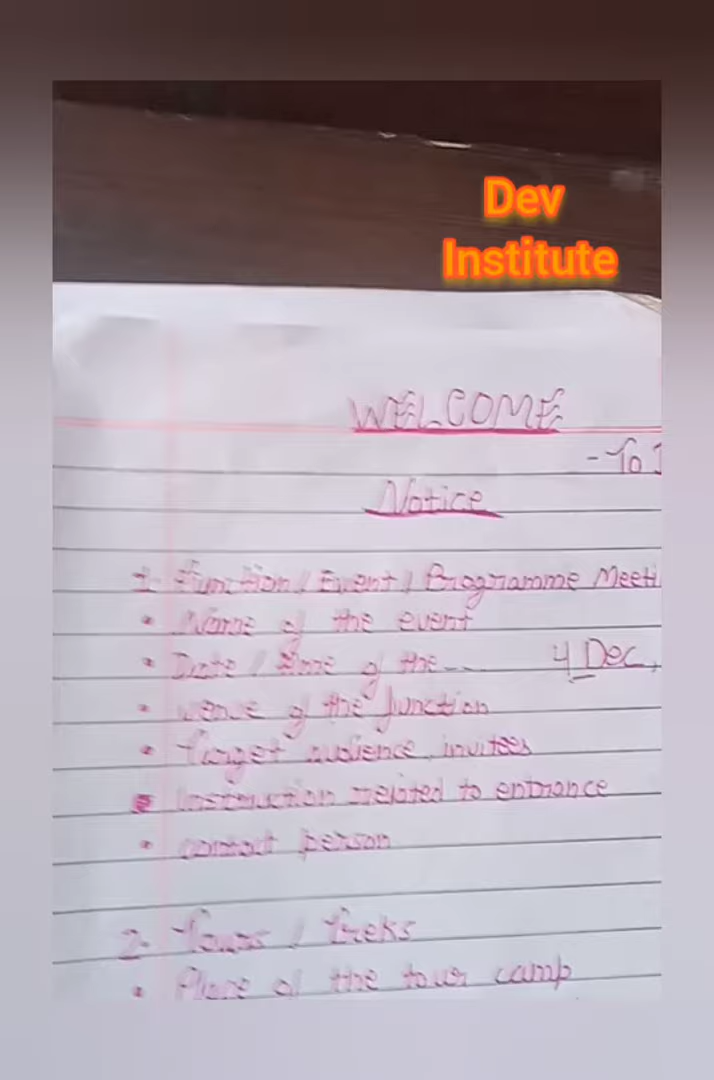 Dev
Institute
WELCOME
- To
Notice
1- Function / Event / Programme Meeti
• Name of the event
• Date / Time of the --- 4 Dec,
• venue of the function
• Target audience, invitees
• Instruction related to entrance
• contact person
2- Tours / Treks
• Place of the tour camp